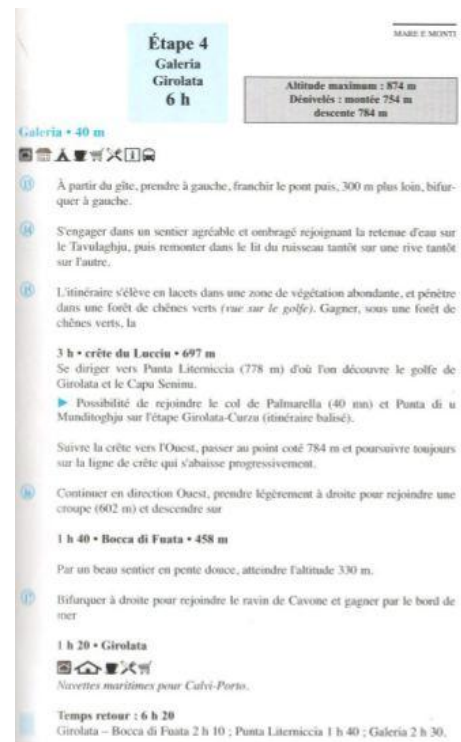 MARE E MONTI
Étape 4
Galeria
Girolata
6 h
Altitude maximum : 874 m
Dénivelés : montée 754 m
descente 784 m
Galeria • 40 m
13 À partir du gîte, prendre à gauche, franchir le pont puis, 300 m plus loin, bifur-
quer à gauche.
14 S'engager dans un sentier agréable et ombragé rejoignant la retenue d'eau sur
le Tavulaghju, puis remonter dans le lit du ruisseau tantôt sur une rive tantôt
sur l'autre.
15 L'itinéraire s'élève en lacets dans une zone de végétation abondante, et pénètre
dans une forêt de chênes verts (vue sur le golfe). Gagner, sous une forêt de
chênes verts, la
3 h • crête du Lucciu • 697 m
Se diriger vers Punta Literniccia (778 m) d'où l'on découvre le golfe de
Girolata et le Capu Seninu.
Possibilité de rejoindre le col de Palmarella (40 mn) et Punta di u
Munditoghju sur l'étape Girolata-Curzu (itinéraire balisé).
Suivre la crête vers l'Ouest, passer au point coté 784 m et poursuivre toujours
sur la ligne de crête qui s'abaisse progressivement.
16 Continuer en direction Ouest, prendre légèrement à droite pour rejoindre une
croupe (602 m) et descendre sur
1 h 40 • Bocca di Fuata • 458 m
Par un beau sentier en pente douce, atteindre l'altitude 330 m.
17 Bifurquer à droite pour rejoindre le ravin de Cavone et gagner par le bord de
mer
1 h 20 • Girolata
Navettes maritimes pour Calvi-Porto.
Temps retour : 6 h 20
Girolata – Bocca di Fuata 2 h 10 ; Punta Literniccia 1 h 40 ; Galeria 2 h 30.